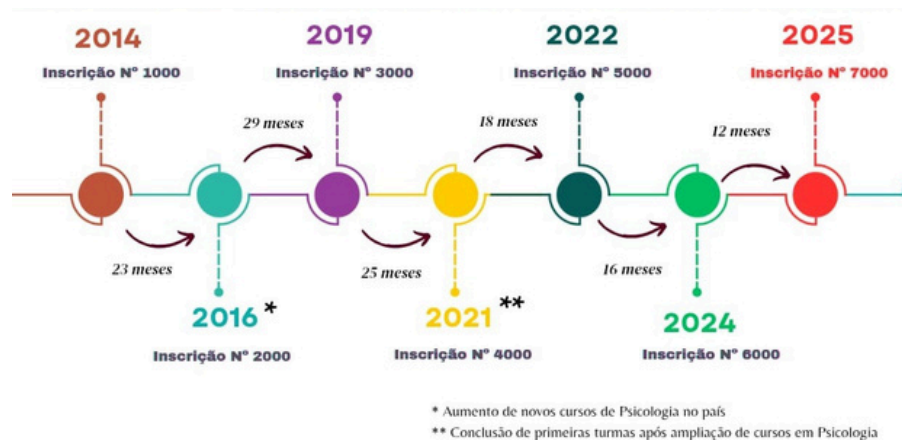 2014
Inscrição Nº 1000
2019
Inscrição Nº 3000
2022
Inscrição Nº 5000
2025
Inscrição Nº 7000
29 meses
18 meses
12 meses
23 meses
25 meses
16 meses
2016 *
Inscrição Nº 2000
2021 **
Inscrição Nº 4000
2024
Inscrição Nº 6000
* Aumento de novos cursos de Psicologia no país
** Conclusão de primeiras turmas após ampliação de cursos em Psicologia